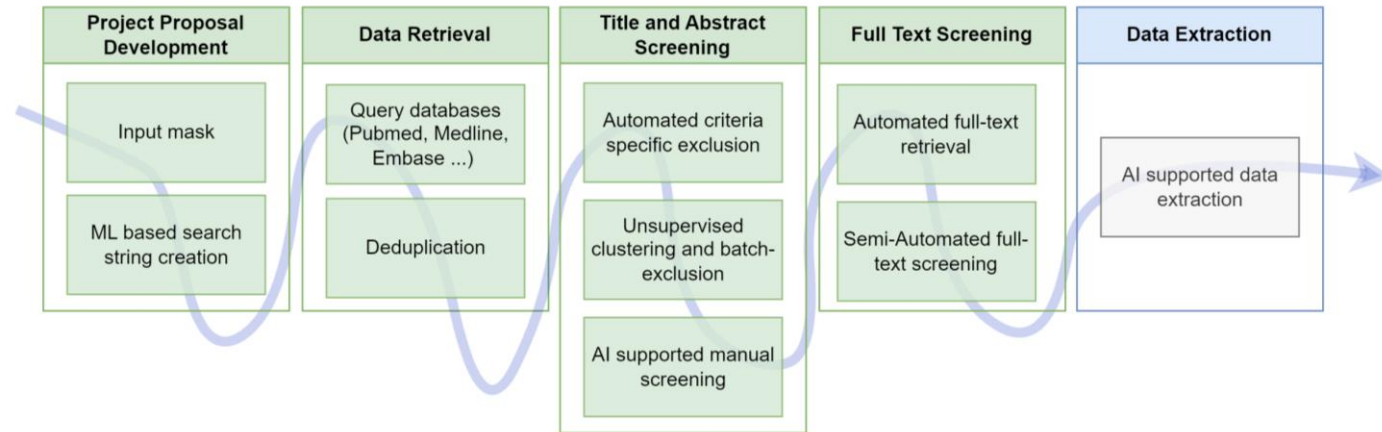 Project Proposal
Development
Input mask
ML based search
string creation
Data Retrieval
Query databases
(Pubmed, Medline,
Embase ...)
Deduplication
Title and Abstract
Screening
Automated criteria
specific exclusion
Unsupervised
clustering and batch-
exclusion
AI supported manual
screening
Full Text Screening
Automated full-text
retrieval
Semi-Automated full-
text screening
Data Extraction
AI supported data
extraction